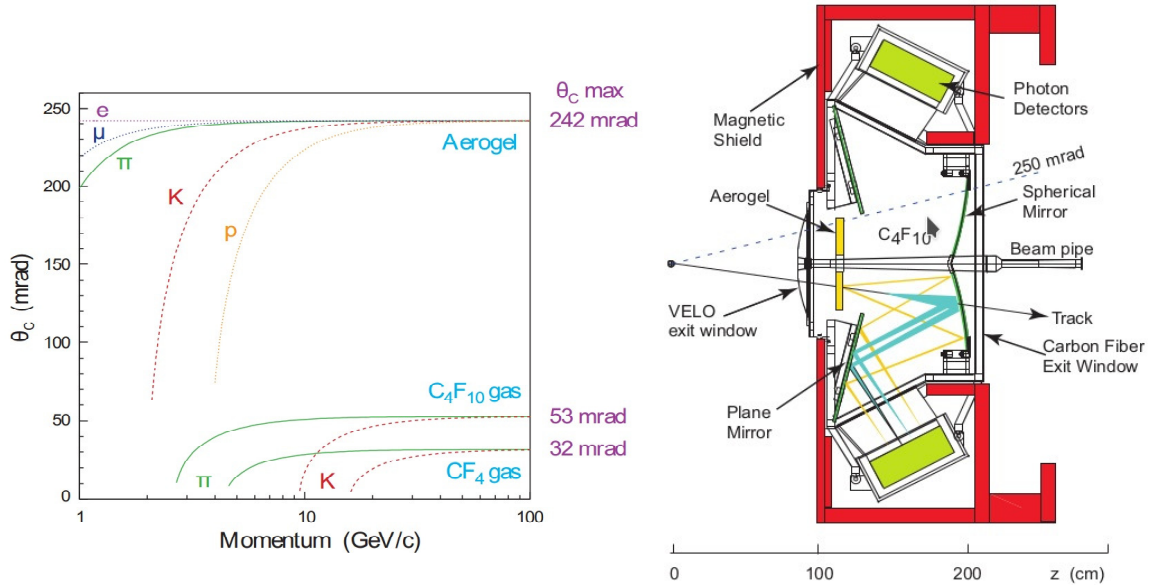 250
200
150
100
50
0
θC (mrad)
e
μ
π
K
p
Aerogel
C4F10 gas
CF4 gas
π
K
1
10
100
Momentum (GeV/c)
θC max
242 mrad
53 mrad
32 mrad
Magnetic
Shield
Photon
Detectors
250 mrad
Aerogel
C4F10
Spherical
Mirror
Beam pipe
VELO
exit window
Track
Carbon Fiber
Exit Window
Plane
Mirror
0
100
200
z (cm)